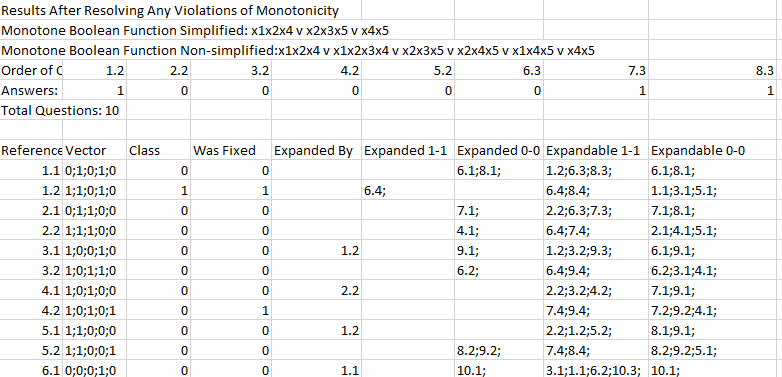 Results After Resolving Any Violations of Monotonicity
Monotone Boolean Function Simplified: x1x2x4 v x2x3x5 v x4x5
Monotone Boolean Function Non-simplified:x1x2x4 v x1x2x3x4 v x2x3x5 v x2x4x5 v x1x4x5 v x4x5
Order of C 1.2 2.2 3.2 4.2 5.2 6.3 7.3 8.3
Answers: 1 0 0 0 0 0 1 1
Total Questions: 10
Reference Vector Class Was Fixed Expanded By Expanded 1-1 Expanded 0-0 Expandable 1-1 Expandable 0-0
1.1 0;1;0;1;0 0 0 6.1;8.1; 1.2;6.3;8.3; 6.1;8.1;
1.2 1;1;0;1;0 1 1 6.4; 6.4;8.4; 1.1;3.1;5.1;
2.1 0;1;1;0;0 0 0 7.1; 2.2;6.3;7.3; 7.1;8.1;
2.2 1;1;1;0;0 0 0 4.1; 6.4;7.4; 2.1;4.1;5.1;
3.1 1;0;0;1;0 0 0 1.2 9.1; 1.2;3.2;9.3; 6.1;9.1;
3.2 1;0;1;1;0 0 0 6.2; 6.4;9.4; 6.2;3.1;4.1;
4.1 1;0;1;0;0 0 0 2.2 2.2;3.2;4.2; 7.1;9.1;
4.2 1;0;1;0;1 0 1 7.4;9.4; 7.2;9.2;4.1;
5.1 1;1;0;0;0 0 0 1.2 2.2;1.2;5.2; 8.1;9.1;
5.2 1;1;0;0;1 0 0 8.2;9.2; 7.4;8.4; 8.2;9.2;5.1;
6.1 0;0;0;1;0 0 0 1.1 10.1; 3.1;1.1;6.2;10.3; 10.1;